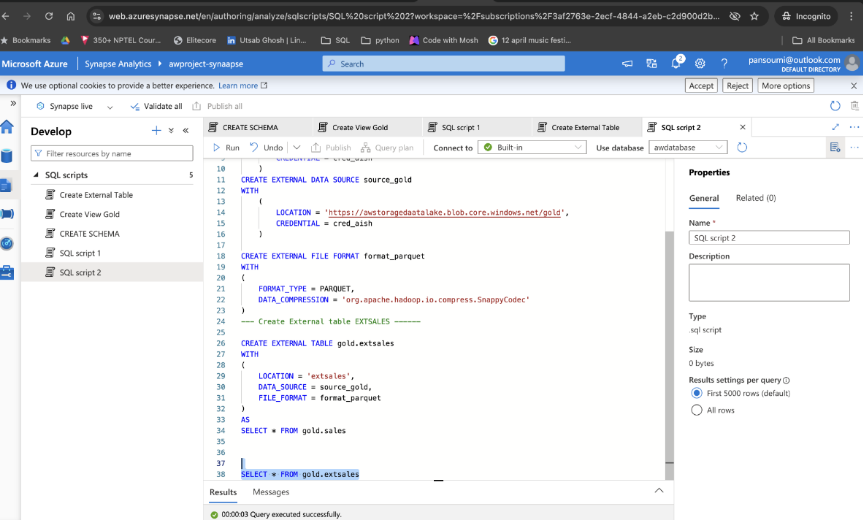 web.azuresynapse.net/en/authoring/analyze/sqlscripts/SQL%20script%202?workspace=%2Fsubscriptions%2F3af2763e-2ecf-4844-a2eb-c2d900d2b...
Incognito
Bookmarks
350+ NPTEL Cour...
Elitecore
Utsab Ghosh | Lin...
SQL
python
Code with Mosh
12 april music festi...
All Bookmarks
Microsoft Azure
Synapse Analytics
awproject-synaapse
Search
2
pansoumi@outlook.com
DEFAULT DIRECTORY
We use optional cookies to provide a better experience. Learn more
Accept
Reject
More options
Synapse live
Validate all
Publish all
Develop
Filter resources by name
SQL scripts
5
Create External Table
Create View Gold
CREATE SCHEMA
SQL script 1
SQL script 2
CREATE SCHEMA
Create View Gold
SQL script 1
Create External Table
SQL script 2
Run
Undo
Publish
Query plan
Connect to
Built-in
Use database
awdatabase
9 CREDENTIAL = cred_aish
10 )
11 CREATE EXTERNAL DATA SOURCE source_gold
12 WITH
13 (
14 LOCATION = 'https://awstoragedaatalake.blob.core.windows.net/gold',
15 CREDENTIAL = cred_aish
16 )
17
18 CREATE EXTERNAL FILE FORMAT format_parquet
19 WITH
20 (
21 FORMAT_TYPE = PARQUET,
22 DATA_COMPRESSION = 'org.apache.hadoop.io.compress.SnappyCodec'
23 )
24 --- Create External table EXTSALES ------
25
26 CREATE EXTERNAL TABLE gold.extsales
27 WITH
28 (
29 LOCATION = 'extsales',
30 DATA_SOURCE = source_gold,
31 FILE_FORMAT = format_parquet
32 )
33 AS
34 SELECT * FROM gold.sales
35
36
37
38 SELECT * FROM gold.extsales
Results
Messages
00:00:03 Query executed successfully.
Properties
General
Related (0)
Name *
SQL script 2
Description
Type
.sql script
Size
0 bytes
Results settings per query
First 5000 rows (default)
All rows